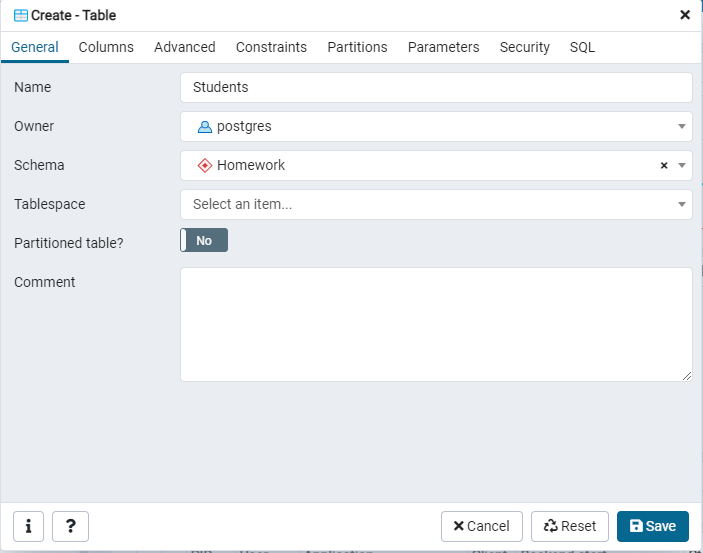 Create - Table
General Columns Advanced Constraints Partitions Parameters Security SQL
Name Students
Owner postgres
Schema Homework
Tablespace Select an item...
Partitioned table? No
Comment
i ? Cancel Reset Save